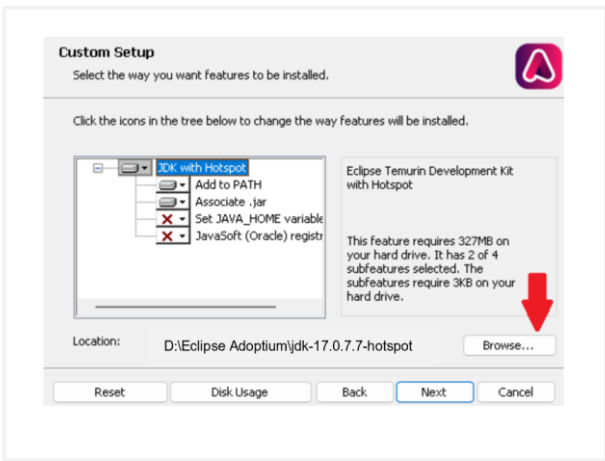 Custom Setup
Select the way you want features to be installed.
Click the icons in the tree below to change the way features will be installed.
JDK with Hotspot
Add to PATH
Associate .jar
Set JAVA_HOME variable
JavaSoft (Oracle) registr
Eclipse Temurin Development Kit
with Hotspot
This feature requires 327MB on
your hard drive. It has 2 of 4
subfeatures selected. The
subfeatures require 3KB on your
hard drive.
Location:
D:\Eclipse Adoptium\jdk-17.0.7.7-hotspot
Browse...
Reset
Disk Usage
Back
Next
Cancel